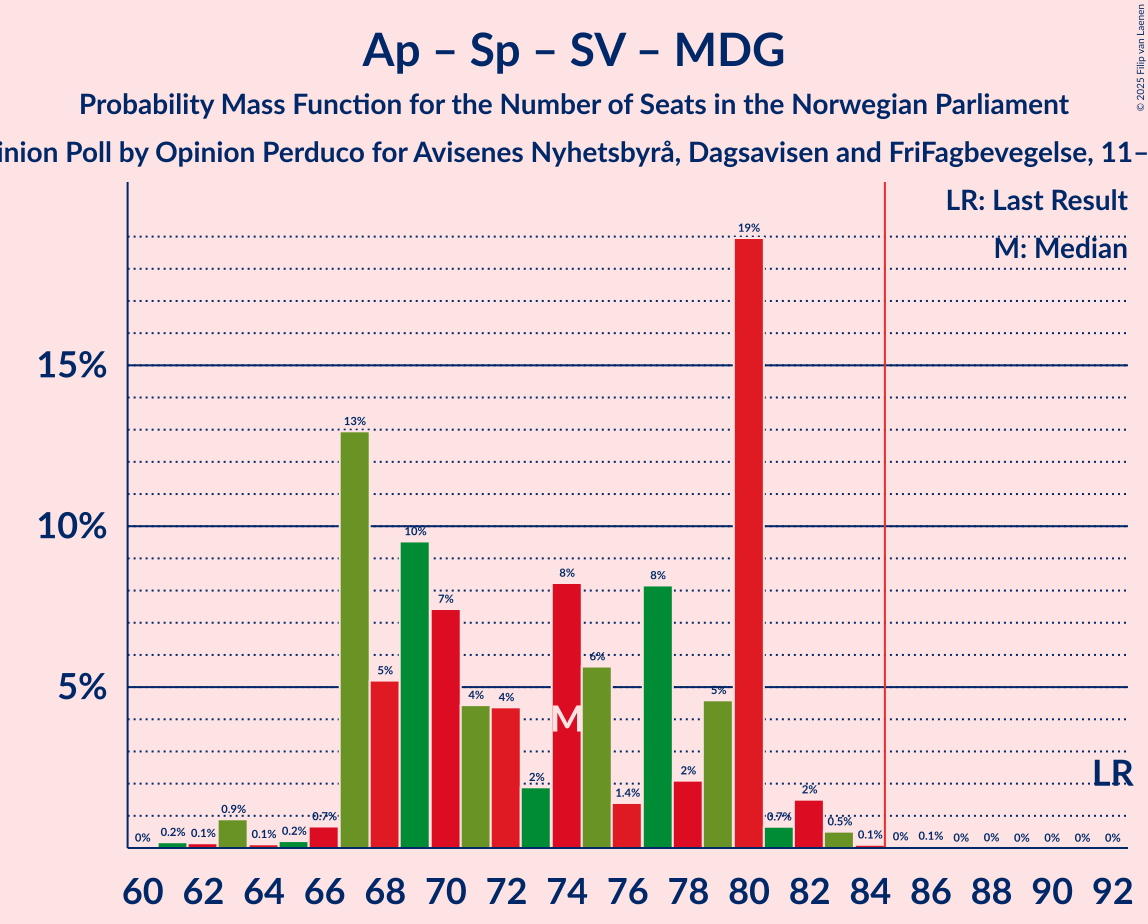 Ap – Sp – SV – MDG
Probability Mass Function for the Number of Seats in the Norwegian Parliament
inion Poll by Opinion Perduco for Avisenes Nyhetsbyrå, Dagsavisen and FriFagbevegelse, 11–
© 2025 Filip van Laenen
LR: Last Result
M: Median
15%
10%
5%
0% 0.2% 0.1% 0.9% 0.1% 0.2% 0.7% 13% 5% 10% 7% 4% 4% 2% 8% 6% 1.4% 8% 2% 5% 19% 0.7% 2% 0.5% 0.1% 0% 0.1% 0% 0% 0% 0% 0% 0%
M
LR
60 62 64 66 68 70 72 74 76 78 80 82 84 86 88 90 92